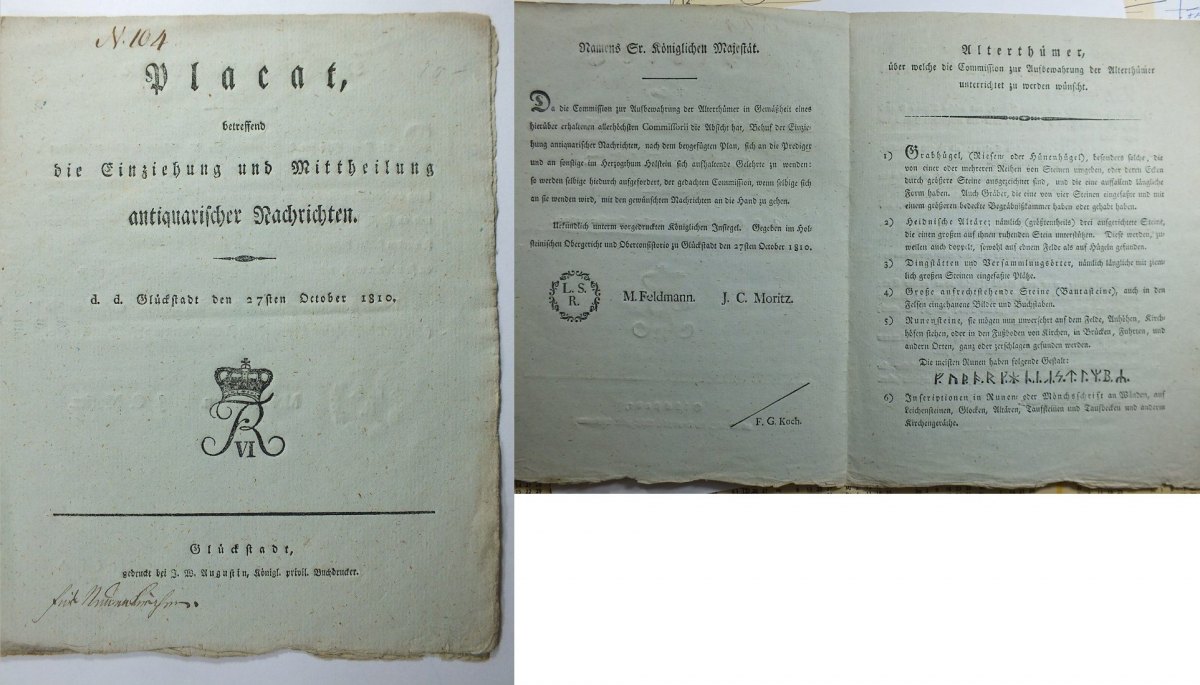 N. 104
Placat,
betreffend
die Einziehung und Mittheilung
antiquarischer Nachrichten.
d. d. Glückstadt den 27sten October 1810.
FR
VI
Glückstadt,
gedruckt bei J. W. Augustin, Königl. privil. Buchdrucker.
für
Namens Sr. Königlichen Majestät.
Da die Commission zur Aufbewahrung der Alterthümer in Gemäßheit eines
hierüber erhaltenen allerhöchsten Commissorii die Absicht hat, Behuf der Einzie-
hung antiquarischer Nachrichten, nach dem beygefügten Plan, sich an die Prediger
und an sonstige im Herzogthum Holstein sich aufhaltende Gelehrte zu wenden:
so werden selbige hiedurch aufgefordert, der gedachten Commission, wenn selbige sich
an sie wenden wird, mit den gewünschten Nachrichten an die Hand zu gehen.
Urkundlich unterm vorgedruckten Königlichen Insiegel. Gegeben im Hol-
steinischen Obergericht und Oberconsistorio zu Glückstadt den 27sten October 1810.
L. S.
R.
M. Feldmann. J. C. Moritz.
F. G. Koch.
Alterthümer,
über welche die Commission zur Aufbewahrung der Alterthümer
unterrichtet zu werden wünscht.
1) Grabhügel, (Riesen- oder Hünenhügel), besonders solche, die
von einer oder mehreren Reihen von Steinen umgeben, oder deren Ecken
durch größere Steine ausgezeichnet sind, und die eine auffallend längliche
Form haben. Auch Gräber, die eine von vier Steinen eingefaßte und mit
einem größeren bedeckte Begräbnißkammer haben oder gehabt haben.
2) Heidnische Altäre; nämlich (größtentheils) drei aufgerichtete Steine,
die einen großen auf ihnen ruhenden Stein unterstützen. Diese werden, zu-
weilen auch doppelt, sowohl auf ebnem Felde als auf Hügeln gefunden.
3) Dingstätten und Versammlungsörter, nämlich längliche mit ziem-
lich großen Steinen eingefaßte Plätze.
4) Große aufrechtstehende Steine (Bautasteine), auch in den
Felsen eingehauene Bilder und Buchstaben.
5) Runensteine, sie mögen nun unversehrt auf dem Felde, Anhöhen, Kirch-
höfen stehen, oder in den Fußboden von Kirchen, in Brücken, Fuhrten, und
andern Orten, ganz oder zerschlagen gefunden werden.
Die meisten Runen haben folgende Gestalt:
6) Inscriptionen in Runen- oder Mönchsschrift an Wänden, auf
Leichensteinen, Glocken, Altären, Taufsteinen und Taufbecken und anderm
Kirchengeräthe.